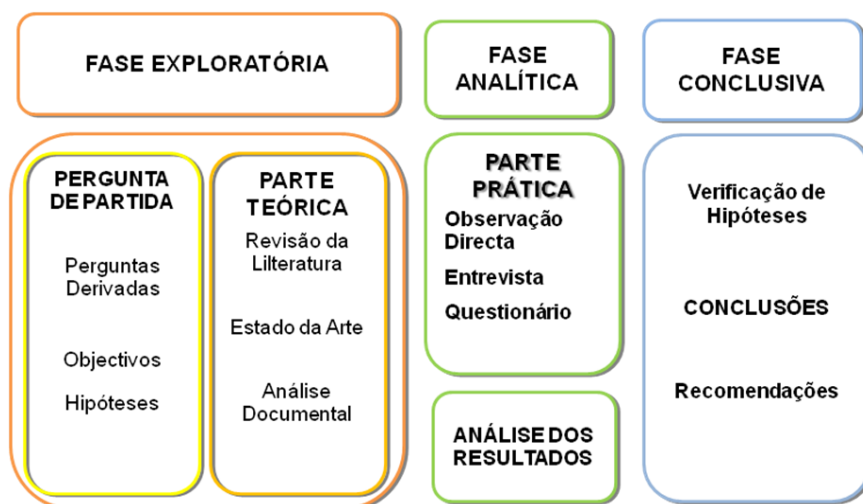 FASE EXPLORATÓRIA
FASE
ANALÍTICA
FASE
CONCLUSIVA
PERGUNTA
DE PARTIDA
Perguntas
Derivadas
Objectivos
Hipóteses
PARTE
TEÓRICA
Revisão da
Lilteratura
Estado da Arte
Análise
Documental
PARTE
PRÁTICA
Observação
Directa
Entrevista
Questionário
ANÁLISE DOS
RESULTADOS
Verificação de
Hipóteses
CONCLUSÕES
Recomendações